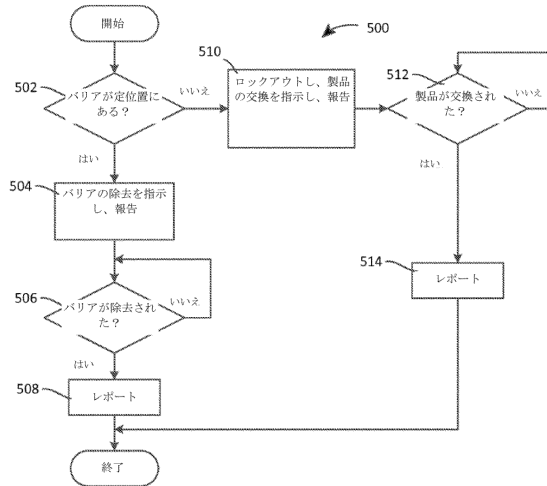 開始
500
502
バリアが定位置に
ある？
いいえ
はい
510
ロックアウトし、製品
の交換を指示し、報告
512
製品が交換され
た？
いいえ
はい
504
バリアの除去を指示
し、報告
506
バリアが除去され
た？
いいえ
はい
508
レポート
514
レポート
終了